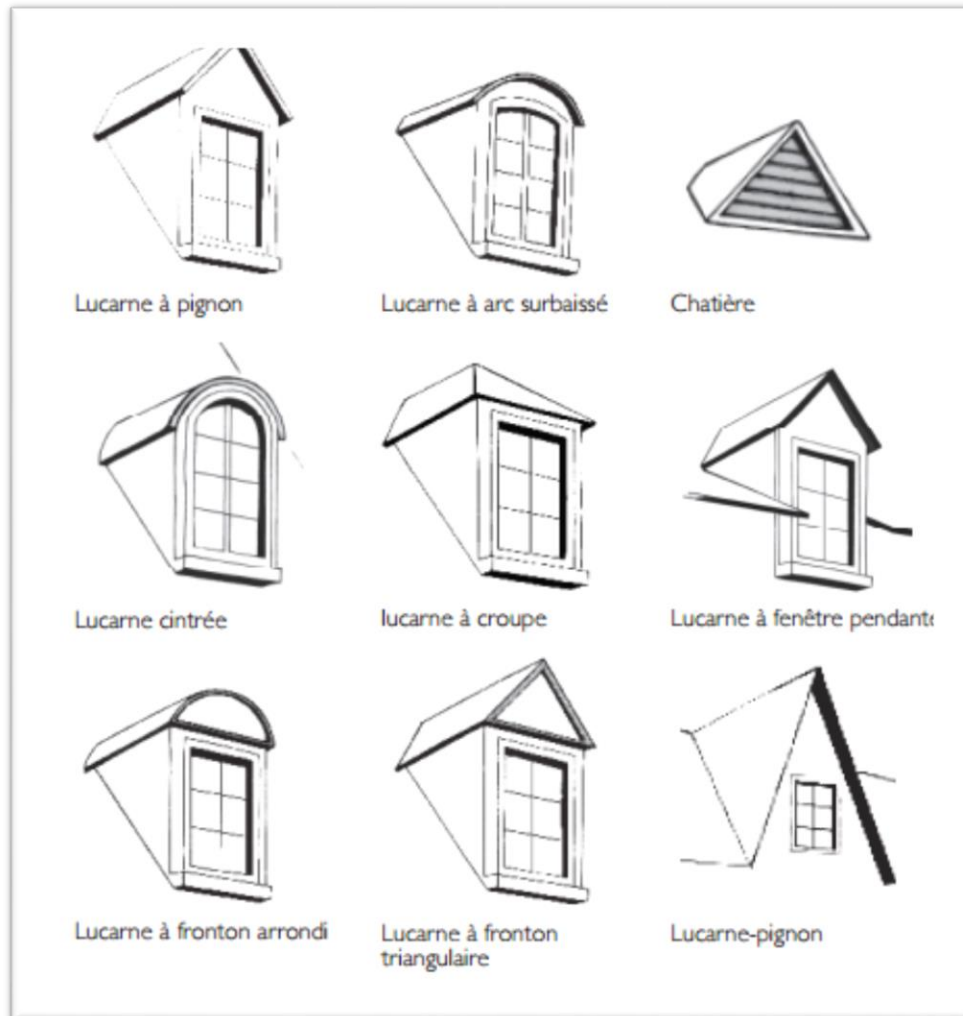 Lucarne à pignon
Lucarne à arc surbaissé
Chatière
Lucarne cintrée
lucarne à croupe
Lucarne à fenêtre pendante
Lucarne à fronton arrondi
Lucarne à fronton
triangulaire
Lucarne-pignon